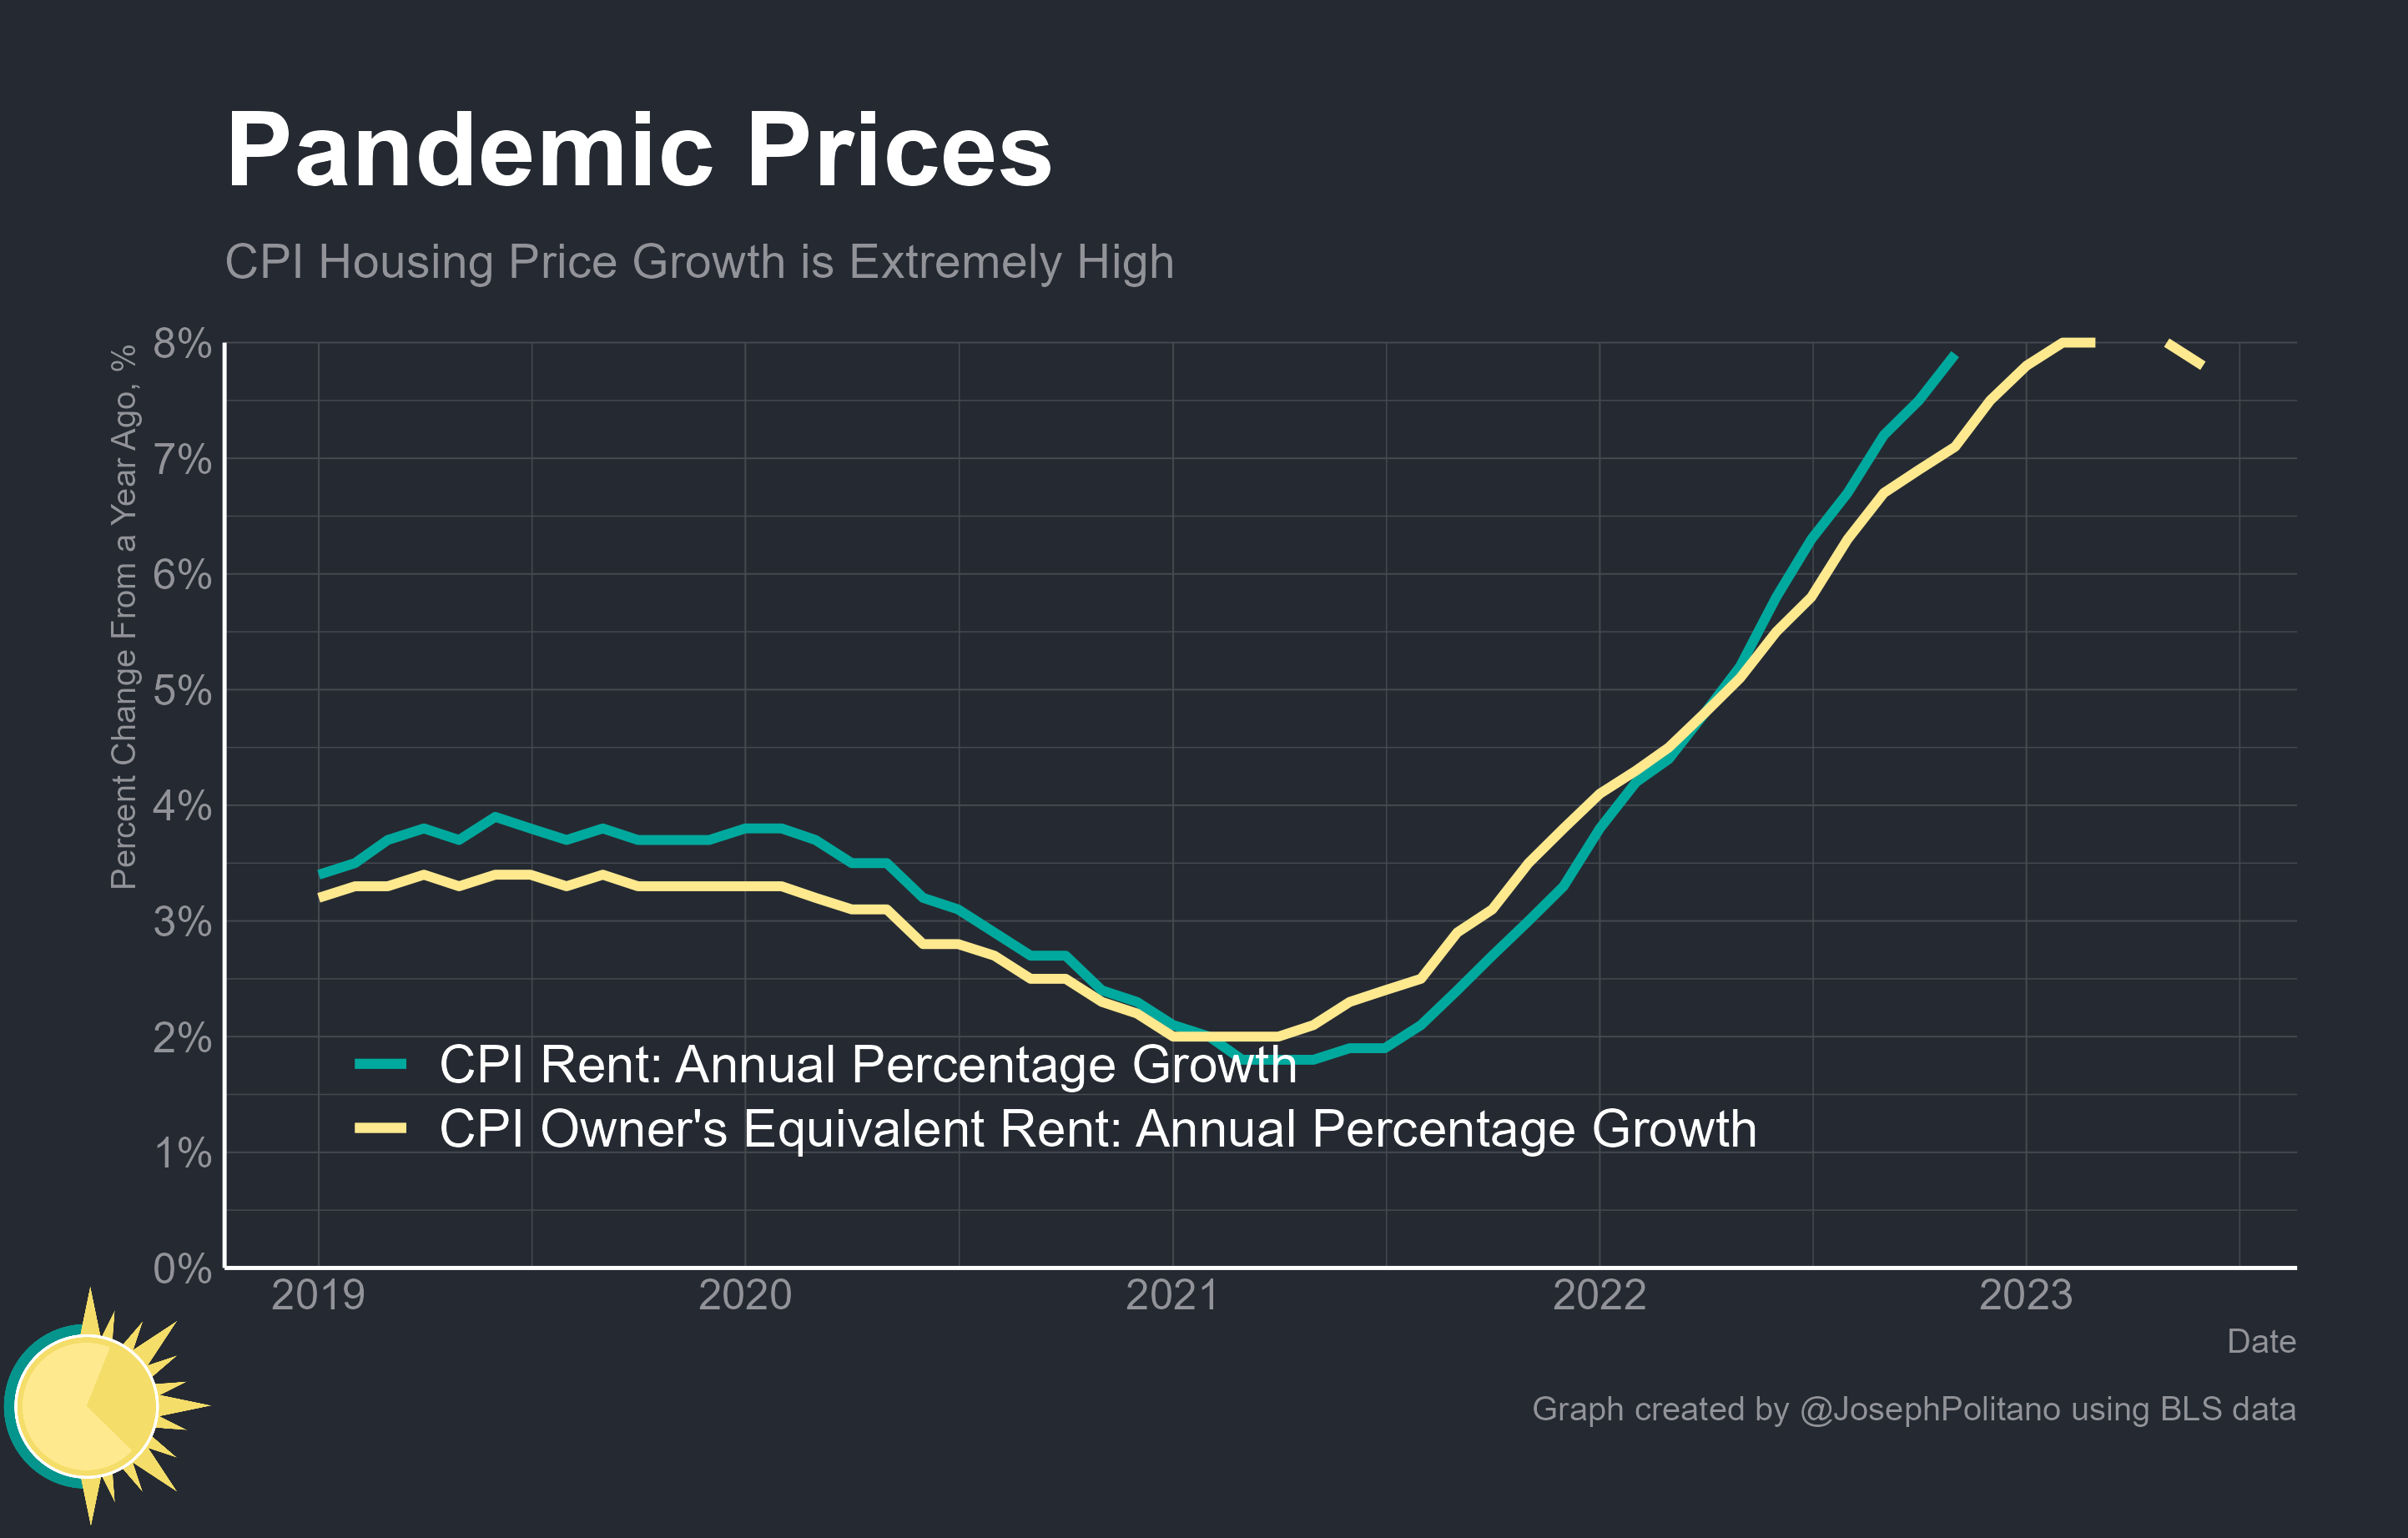 Pandemic Prices
CPI Housing Price Growth is Extremely High
Percent Change From a Year Ago, %
8%
7%
6%
5%
4%
3%
2%
1%
0%
CPI Rent: Annual Percentage Growth
CPI Owner's Equivalent Rent: Annual Percentage Growth
2019 2020 2021 2022 2023
Date
Graph created by @JosephPolitano using BLS data